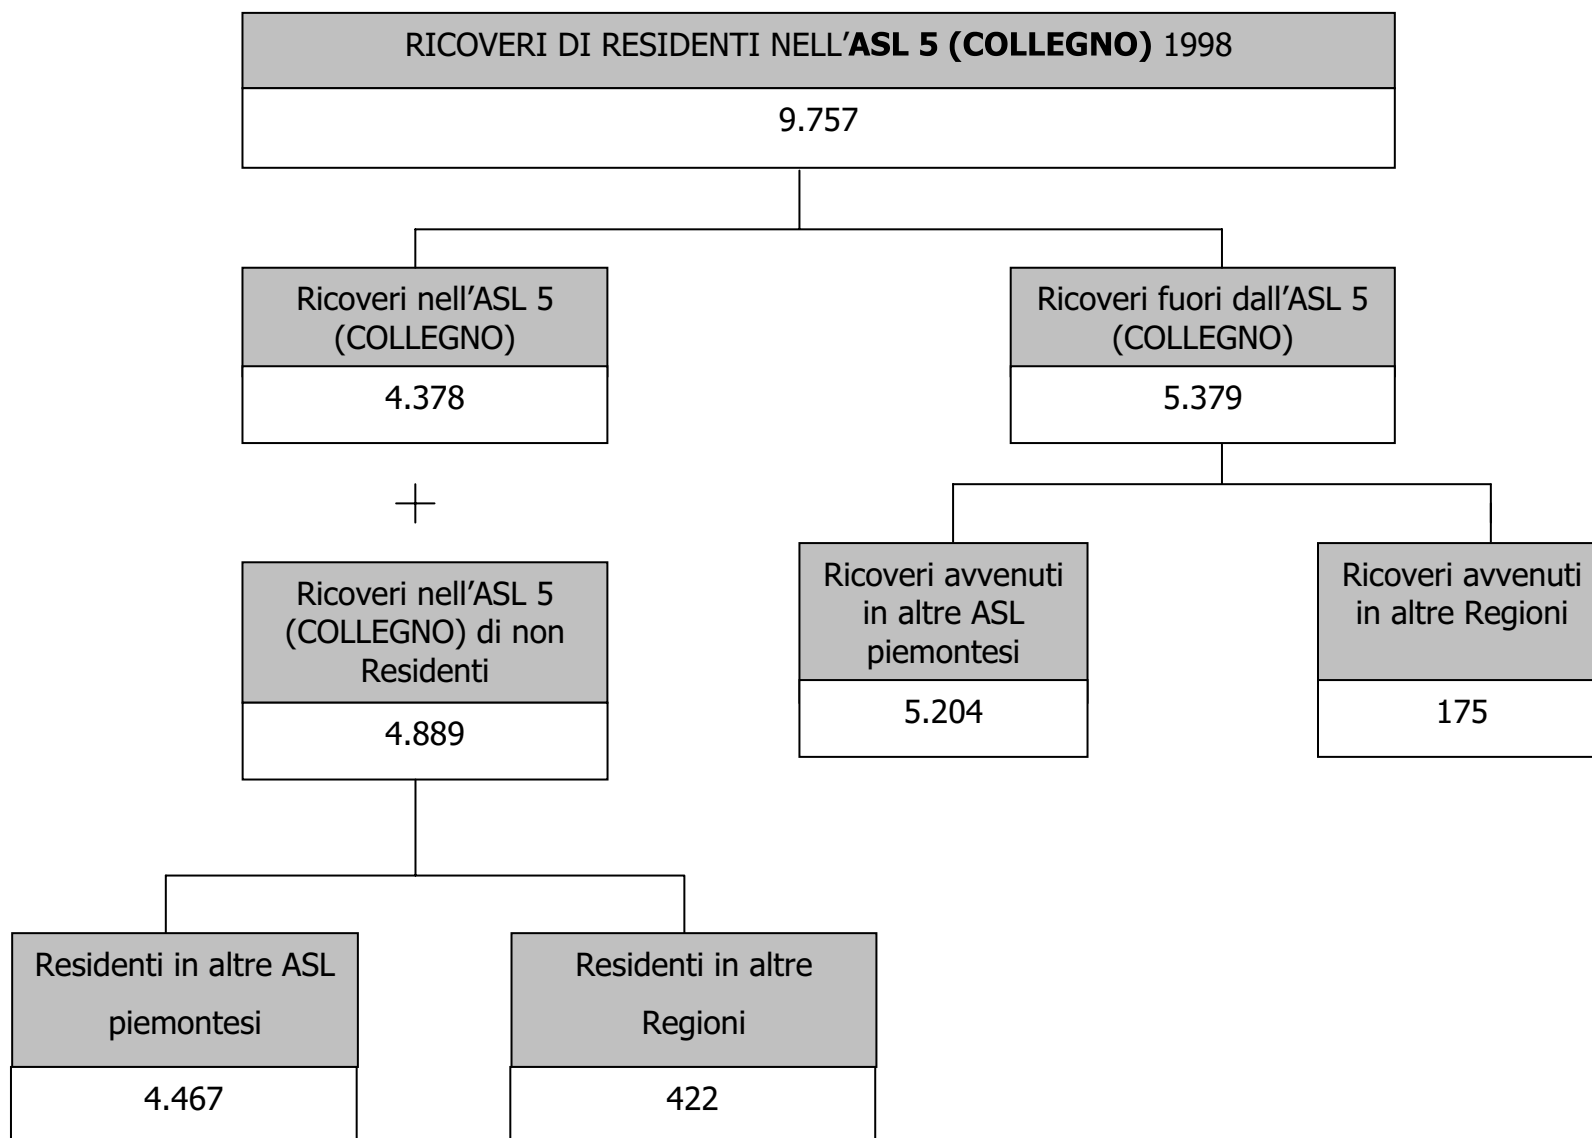 RICOVERI DI RESIDENTI NELL’ASL 5 (COLLEGNO) 1998
9.757
Ricoveri nell’ASL 5
(COLLEGNO)
4.378
Ricoveri fuori dall’ASL 5
(COLLEGNO)
5.379
+
Ricoveri nell’ASL 5
(COLLEGNO) di non
Residenti
4.889
Ricoveri avvenuti
in altre ASL
piemontesi
5.204
Ricoveri avvenuti
in altre Regioni
175
Residenti in altre ASL
piemontesi
4.467
Residenti in altre
Regioni
422